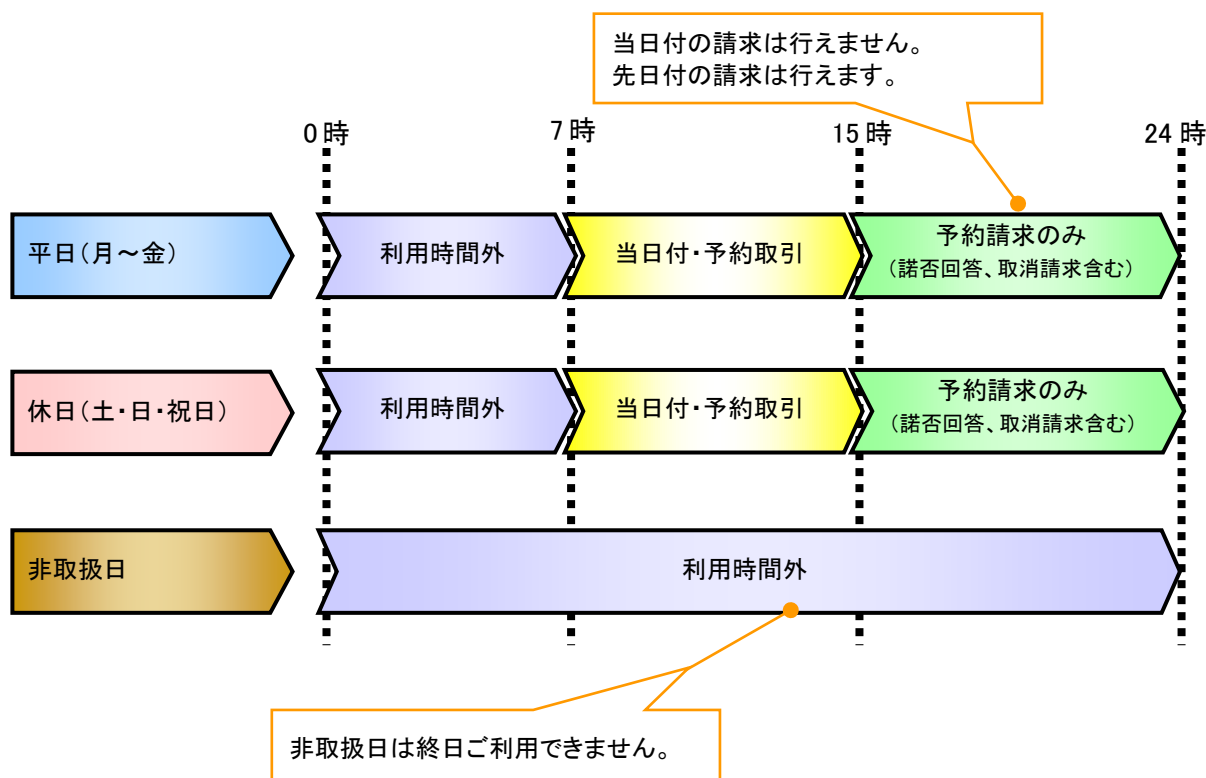 当日付の請求は行えません。
先日付の請求は行えます。
0時 7時 15時 24時
平日(月~金) 利用時間外 当日付・予約取引 予約請求のみ
(諾否回答、取消請求含む)
休日(土・日・祝日) 利用時間外 当日付・予約取引 予約請求のみ
(諾否回答、取消請求含む)
非取扱日 利用時間外
非取扱日は終日ご利用できません。